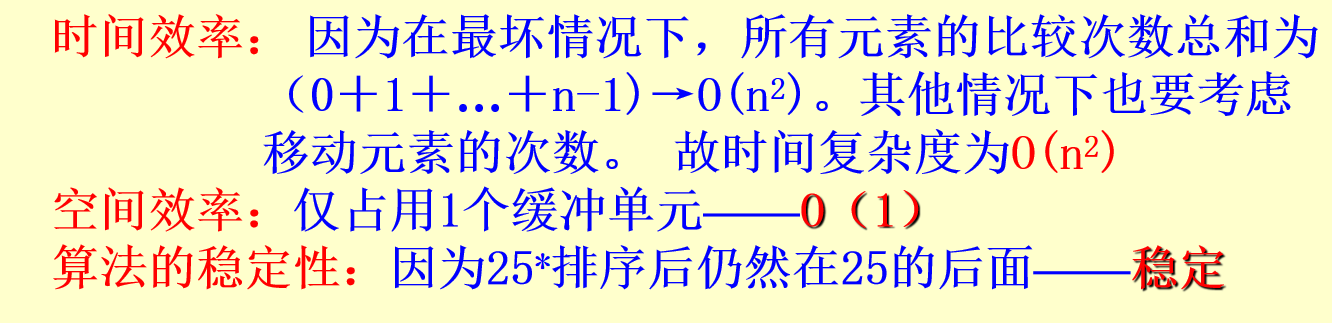 时间效率： 因为在最坏情况下，所有元素的比较次数总和为
（0＋1＋…＋n-1)→O(n²)。其他情况下也要考虑
移动元素的次数。 故时间复杂度为O(n²)
空间效率：仅占用1个缓冲单元——O（1）
算法的稳定性：因为25*排序后仍然在25的后面——稳定